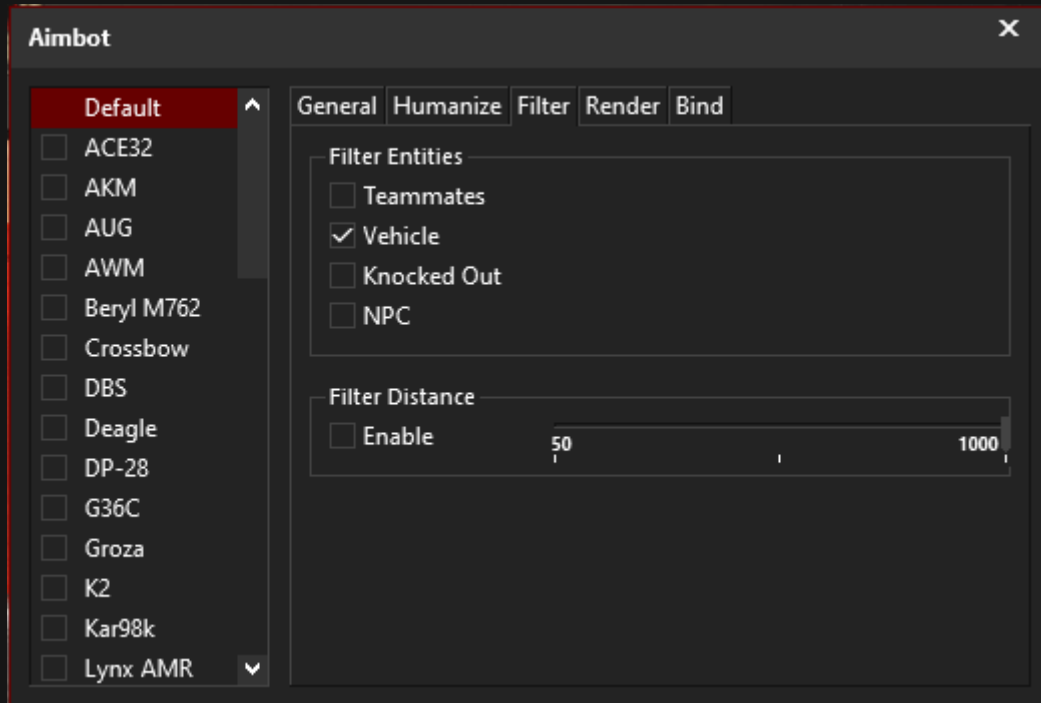 Aimbot
Default
ACE32
AKM
AUG
AWM
Beryl M762
Crossbow
DBS
Deagle
DP-28
G36C
Groza
K2
Kar98k
Lynx AMR
General Humanize Filter Render Bind
Filter Entities
Teammates
Vehicle
Knocked Out
NPC
Filter Distance
Enable
50 1000